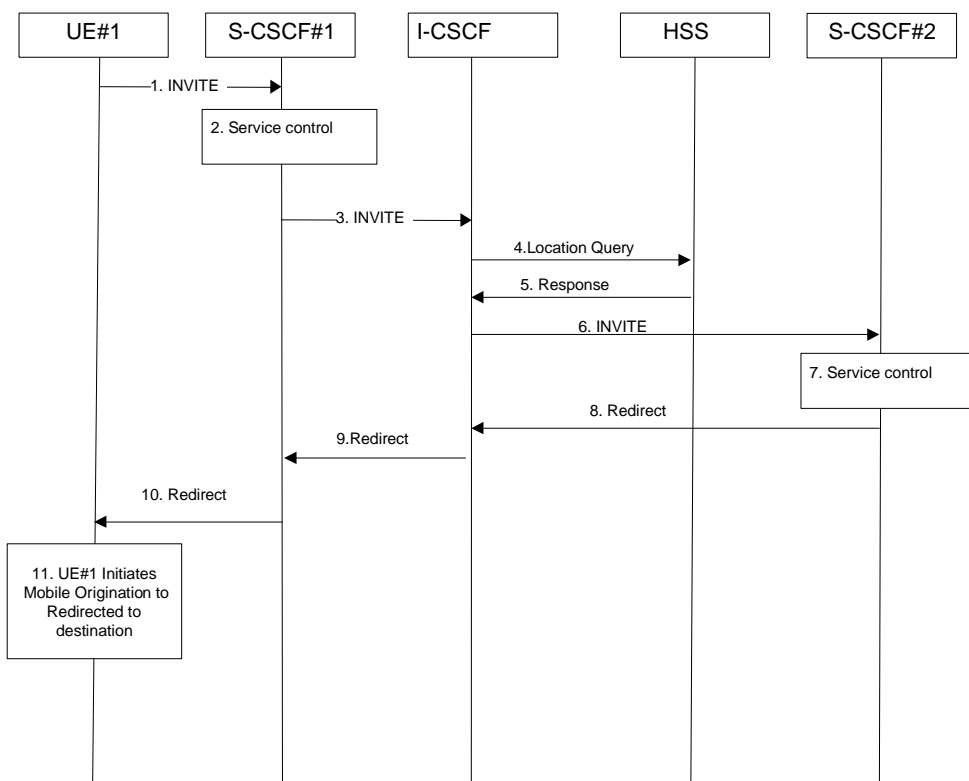 UE#1
S-CSCF#1
I-CSCF
HSS
S-CSCF#2
1. INVITE
2. Service control
3. INVITE
4.Location Query
5. Response
6. INVITE
7. Service control
8. Redirect
9.Redirect
10. Redirect
11. UE#1 Initiates
Mobile Origination to
Redirected to
destination